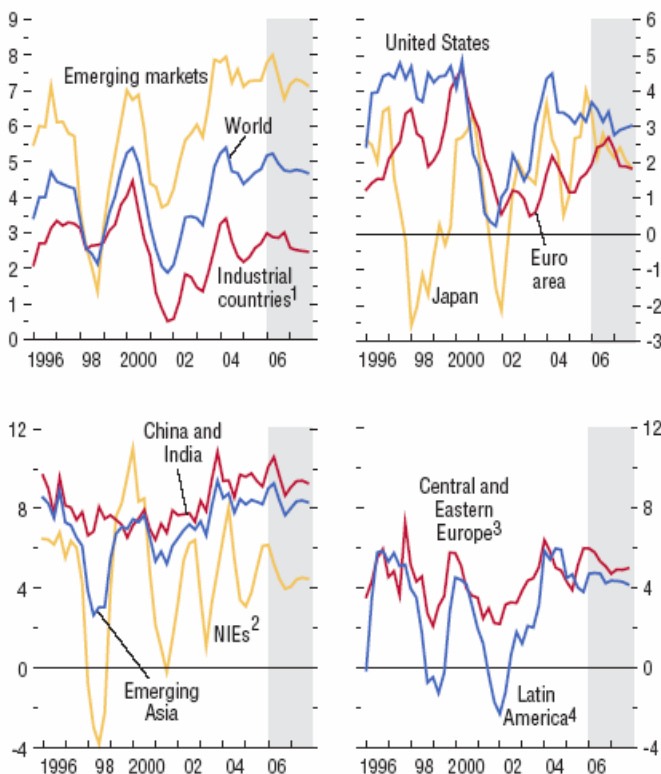 9
8
7
6
5
4
3
2
1
0
Emerging markets
World
Industrial
countries1
1996 98 2000 02 04 06
United States
Euro
area
Japan
6
5
4
3
2
1
0
-1
-2
-3
1996 98 2000 02 04 06
12
8
4
0
-4
China and
India
NIEs2
Emerging
Asia
1996 98 2000 02 04 06
Central and
Eastern
Europe3
Latin
America4
12
8
4
0
-4
1996 98 2000 02 04 06